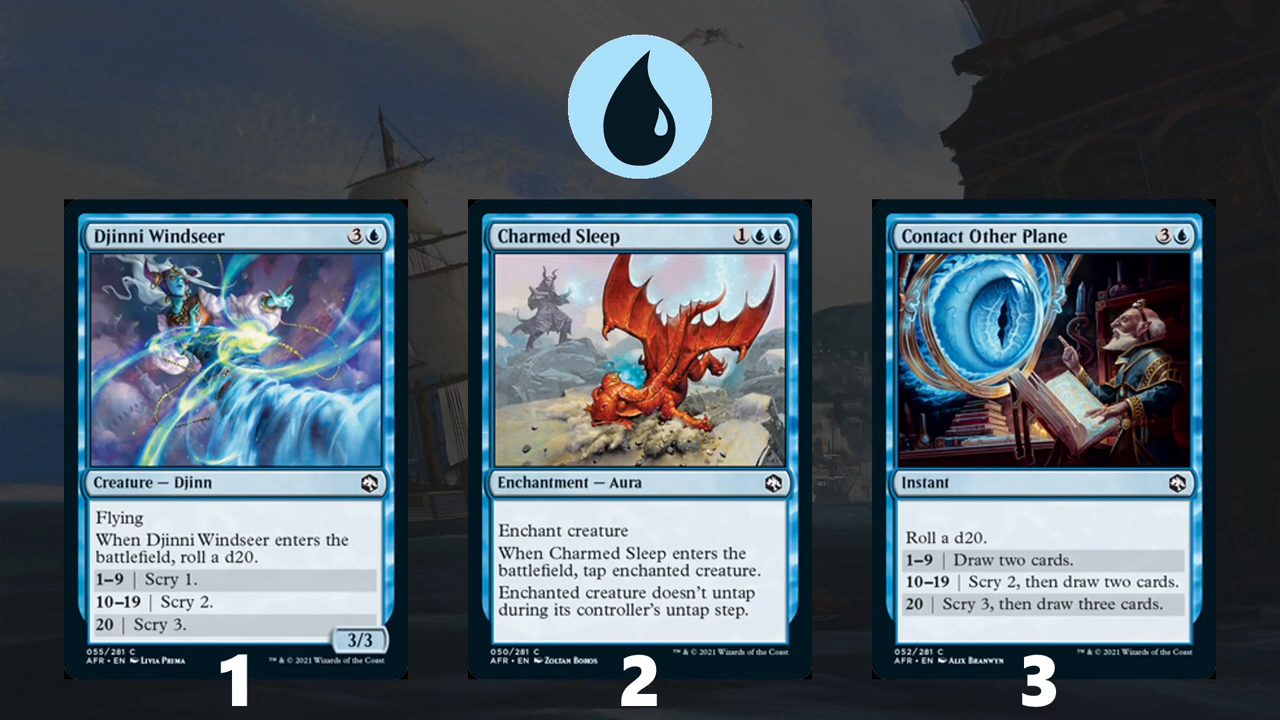 Djinni Windseer 3
Creature — Djinn
Flying
When Djinni Windseer enters the
battlefield, roll a d20.
1–9 | Scry 1.
10–19 | Scry 2.
20 | Scry 3.
3/3
055/281 C
AFR • EN Livia Prima
™ & © 2021 Wizards of the Coast
1
Charmed Sleep 1
Enchantment — Aura
Enchant creature
When Charmed Sleep enters the
battlefield, tap enchanted creature.
Enchanted creature doesn't untap
during its controller's untap step.
050/281 C
AFR • EN Zoltan Boros
™ & © 2021 Wizards of the Coast
2
Contact Other Plane 3
Instant
Roll a d20.
1–9 | Draw two cards.
10–19 | Scry 2, then draw two cards.
20 | Scry 3, then draw three cards.
052/281 C
AFR • EN Alix Branwyn
™ & © 2021 Wizards of the Coast
3